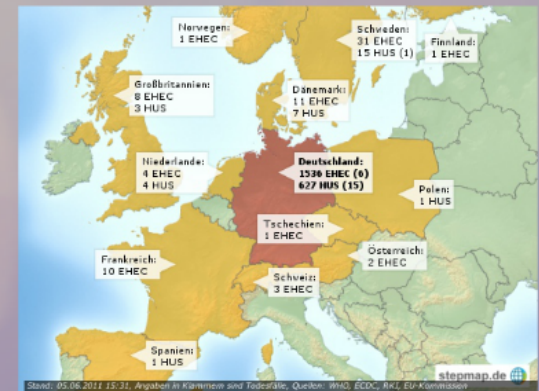 Norwegen:
1 EHEC
Schweden:
31 EHEC
15 HUS (1)
Finnland:
1 EHEC
Großbritannien:
8 EHEC
3 HUS
Dänemark:
11 EHEC
7 HUS
Niederlande:
4 EHEC
4 HUS
Deutschland:
1536 EHEC (6)
627 HUS (15)
Polen:
1 HUS
Tschechien:
1 EHEC
Österreich:
2 EHEC
Frankreich:
10 EHEC
Schweiz:
3 EHEC
Spanien:
1 HUS
stepmap.de
Stand: 05.06.2011 15:31, Angaben in Klammern sind Todesfälle, Quellen: WHO, ECDC, RKI, EU-Kommission